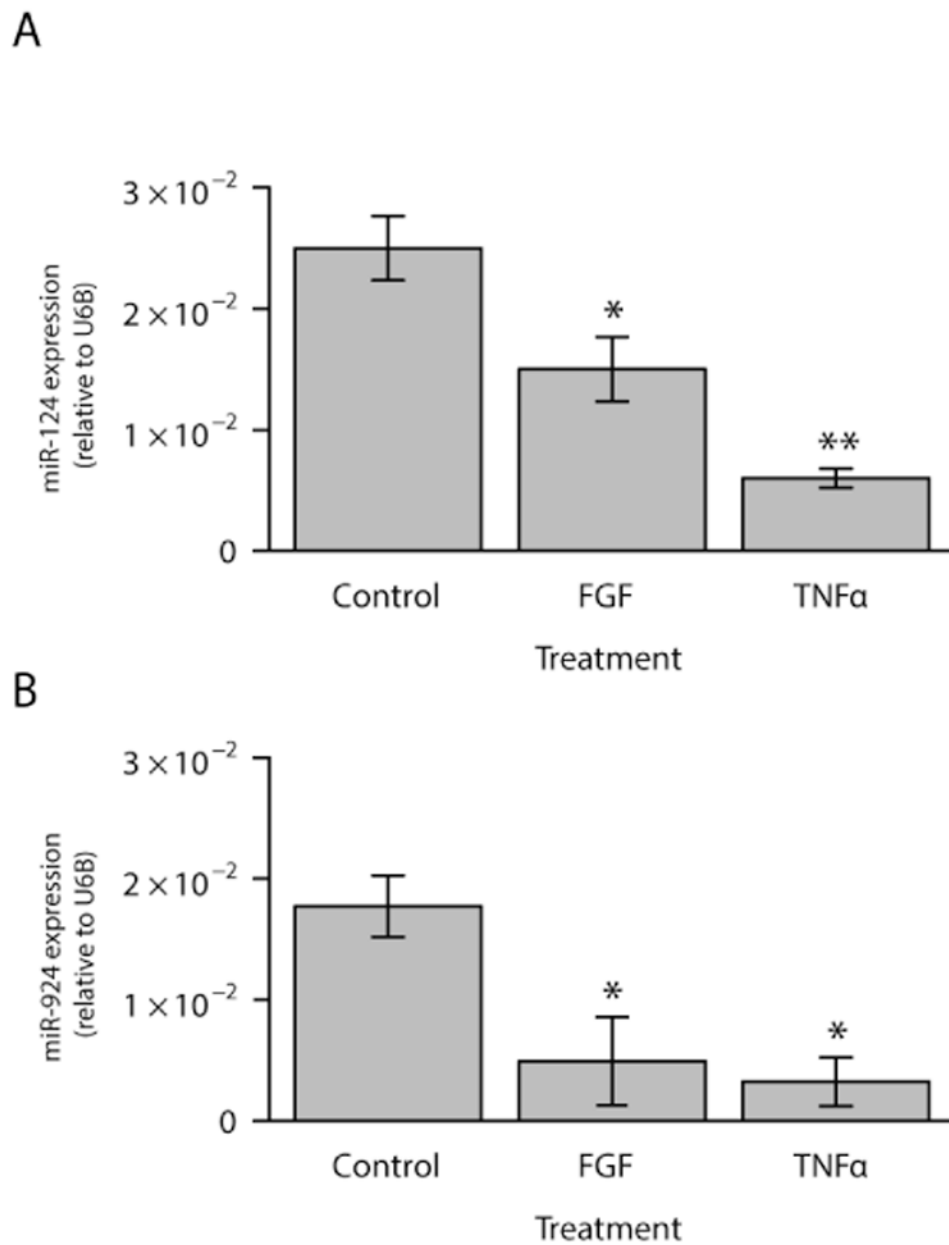 A
3×10⁻²
2×10⁻²
1×10⁻²
0
miR-124 expression
(relative to U6B)
*
**
Control FGF TNFα
Treatment
B
3×10⁻²
2×10⁻²
1×10⁻²
0
miR-924 expression
(relative to U6B)
*
*
Control FGF TNFα
Treatment